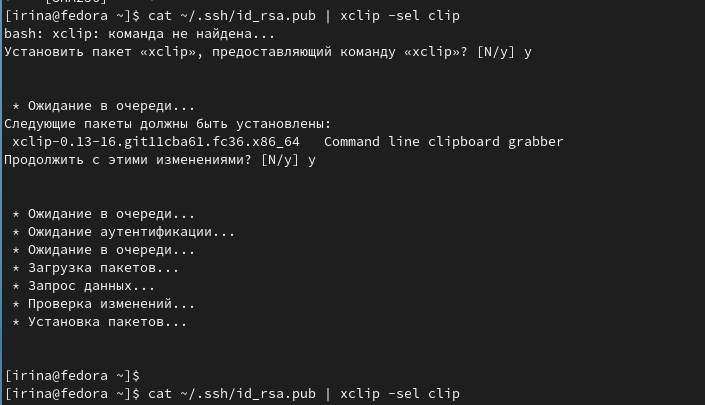 [irina@fedora ~]$ cat ~/.ssh/id_rsa.pub | xclip -sel clip
bash: xclip: команда не найдена...
Установить пакет «xclip», предоставляющий команду «xclip»? [N/y] y
* Ожидание в очереди...
Следующие пакеты должны быть установлены:
xclip-0.13-16.git11cba61.fc36.x86_64   Command line clipboard grabber
Продолжить с этими изменениями? [N/y] y
* Ожидание в очереди...
* Ожидание аутентификации...
* Ожидание в очереди...
* Загрузка пакетов...
* Запрос данных...
* Проверка изменений...
* Установка пакетов...
[irina@fedora ~]$
[irina@fedora ~]$ cat ~/.ssh/id_rsa.pub | xclip -sel clip